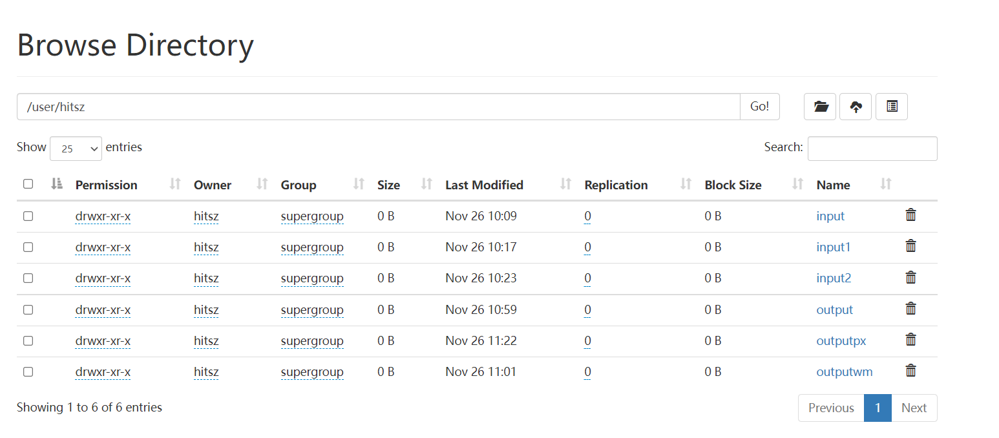 Browse Directory
/user/hitsz Go!
Show 25 entries Search:
Permission Owner Group Size Last Modified Replication Block Size Name
drwxr-xr-x hitsz supergroup 0 B Nov 26 10:09 0 0 B input
drwxr-xr-x hitsz supergroup 0 B Nov 26 10:17 0 0 B input1
drwxr-xr-x hitsz supergroup 0 B Nov 26 10:23 0 0 B input2
drwxr-xr-x hitsz supergroup 0 B Nov 26 10:59 0 0 B output
drwxr-xr-x hitsz supergroup 0 B Nov 26 11:22 0 0 B outputpx
drwxr-xr-x hitsz supergroup 0 B Nov 26 11:01 0 0 B outputwm
Showing 1 to 6 of 6 entries Previous 1 Next